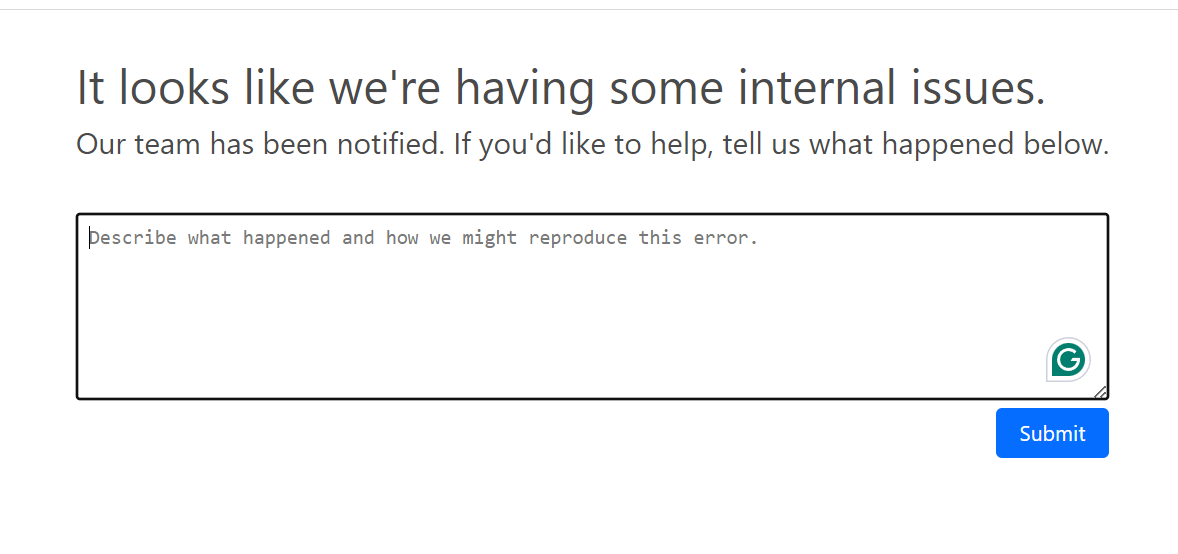 It looks like we're having some internal issues.
Our team has been notified. If you'd like to help, tell us what happened below.
Describe what happened and how we might reproduce this error.
Submit